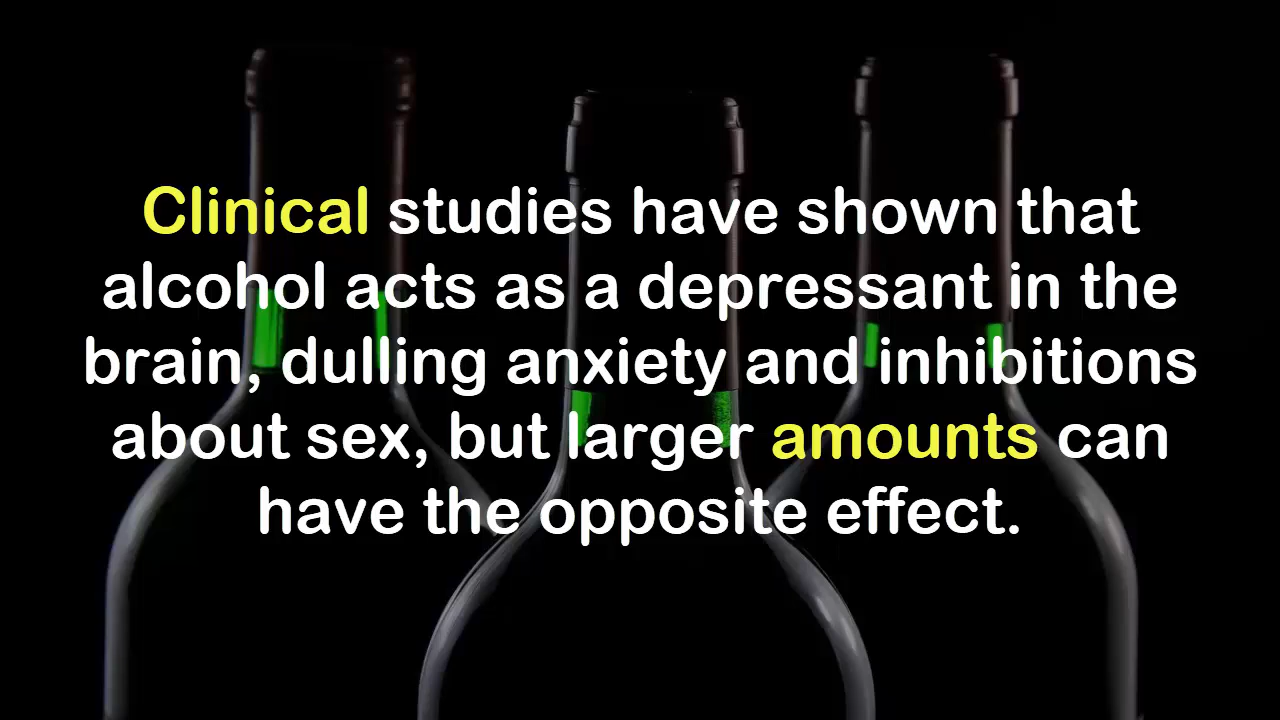 Clinical studies have shown that
alcohol acts as a depressant in the
brain, dulling anxiety and inhibitions
about sex, but larger amounts can
have the opposite effect.